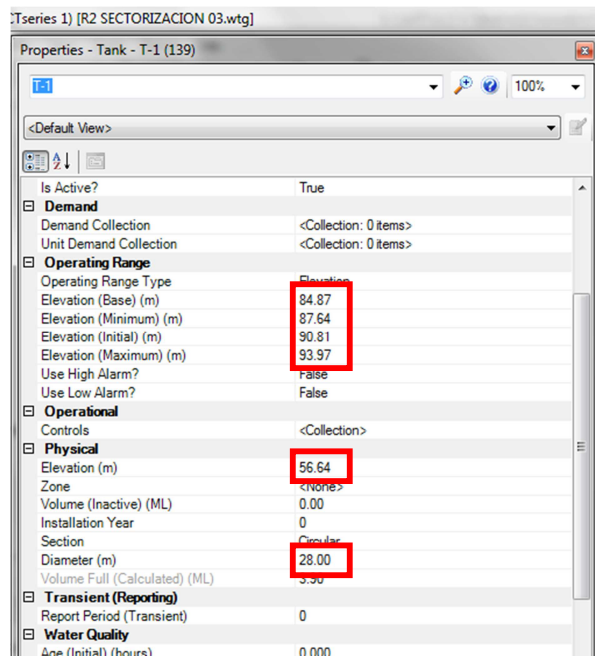 CTseries 1) [R2 SECTORIZACION 03.wtg]
Properties - Tank - T-1 (139)
T-1 100%
<Default View>
Is Active? True
Demand
Demand Collection <Collection: 0 items>
Unit Demand Collection <Collection: 0 items>
Operating Range
Operating Range Type Elevation
Elevation (Base) (m) 84.87
Elevation (Minimum) (m) 87.64
Elevation (Initial) (m) 90.81
Elevation (Maximum) (m) 93.97
Use High Alarm? False
Use Low Alarm? False
Operational
Controls <Collection>
Physical
Elevation (m) 56.64
Zone <None>
Volume (Inactive) (ML) 0.00
Installation Year 0
Section Circular
Diameter (m) 28.00
Volume Full (Calculated) (ML) 3.90
Transient (Reporting)
Report Period (Transient) 0
Water Quality
Age (Initial) (hours) 0.000